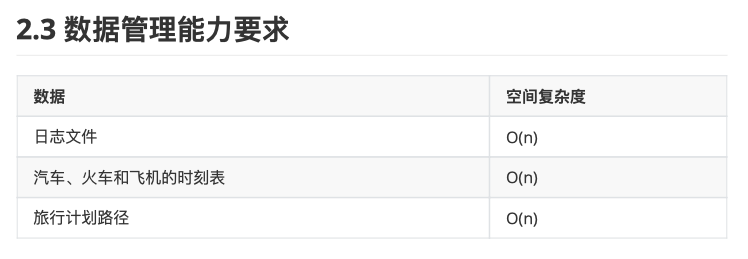 2.3 数据管理能力要求
数据 空间复杂度
日志文件 O(n)
汽车、火车和飞机的时刻表 O(n)
旅行计划路径 O(n)